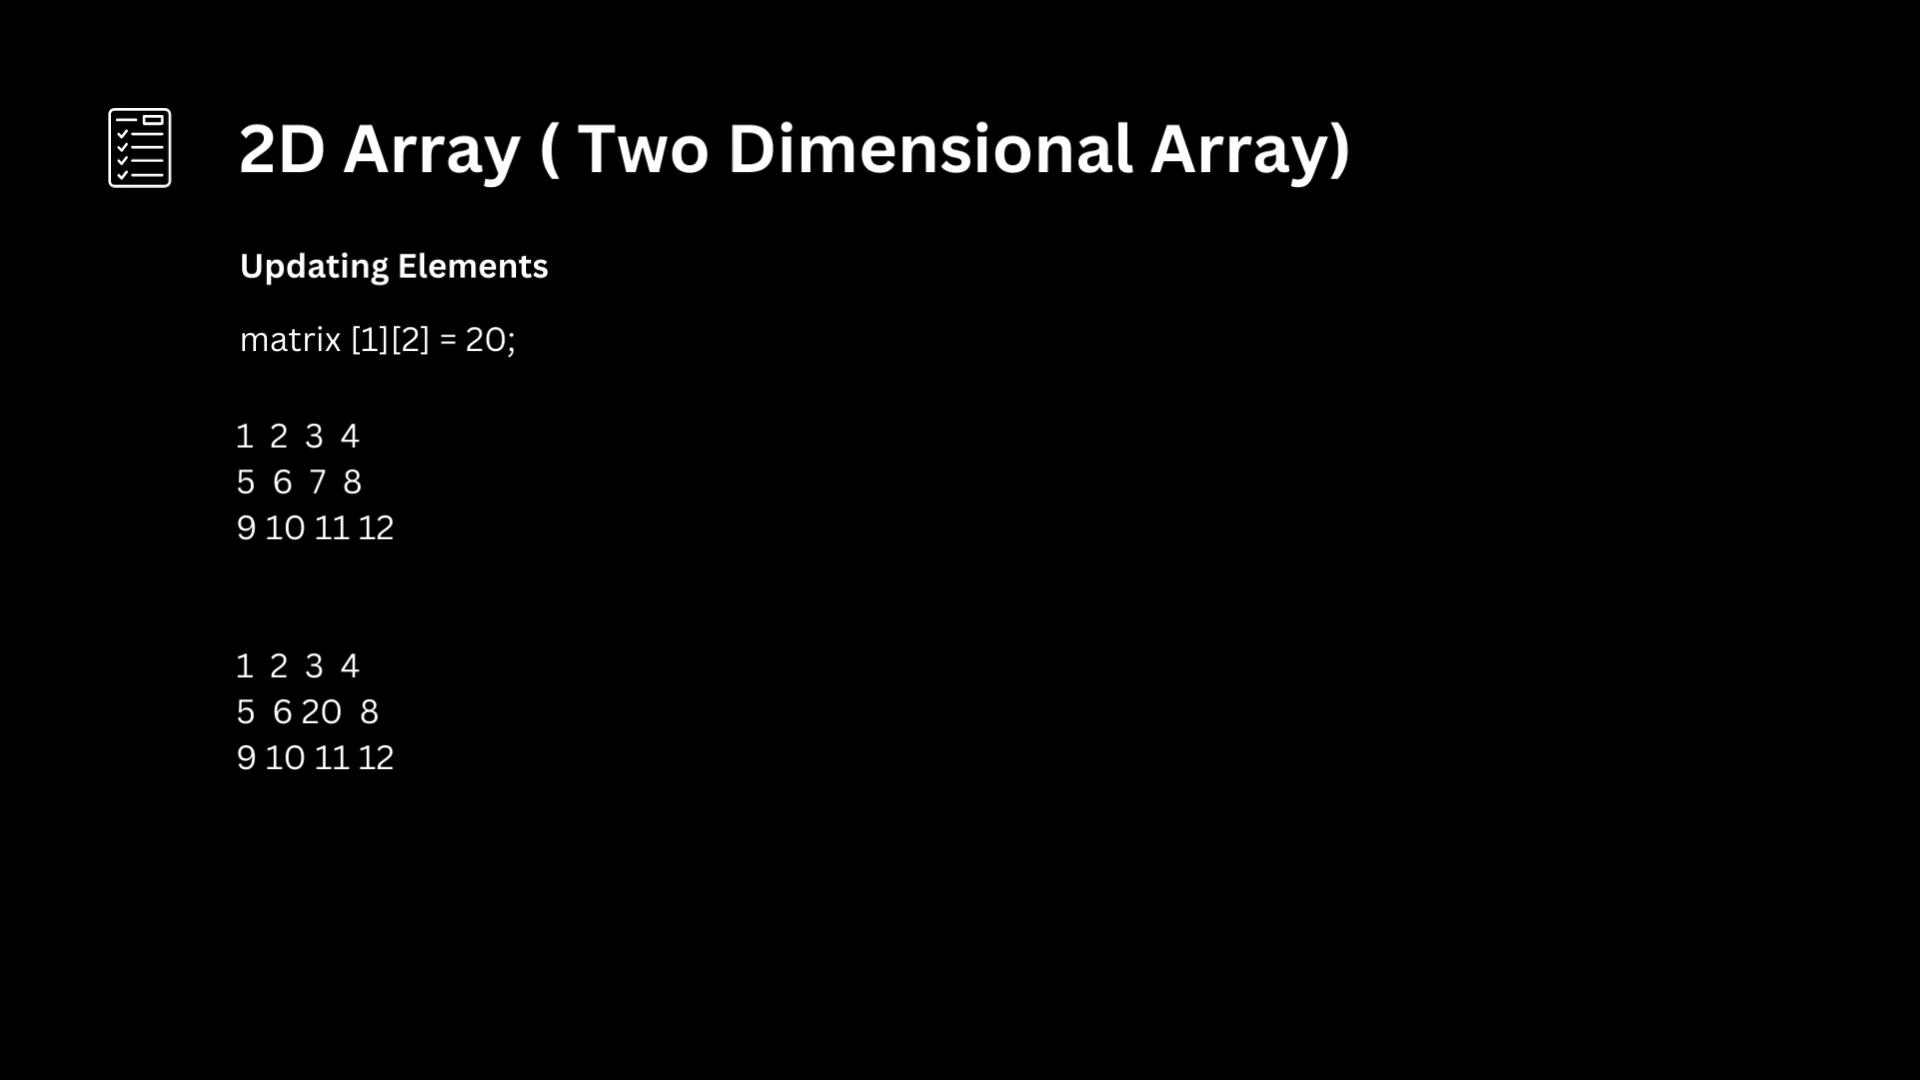 2D Array ( Two Dimensional Array)
Updating Elements
matrix [1][2] = 20;
1 2 3 4
5 6 7 8
9 10 11 12
1 2 3 4
5 6 20 8
9 10 11 12